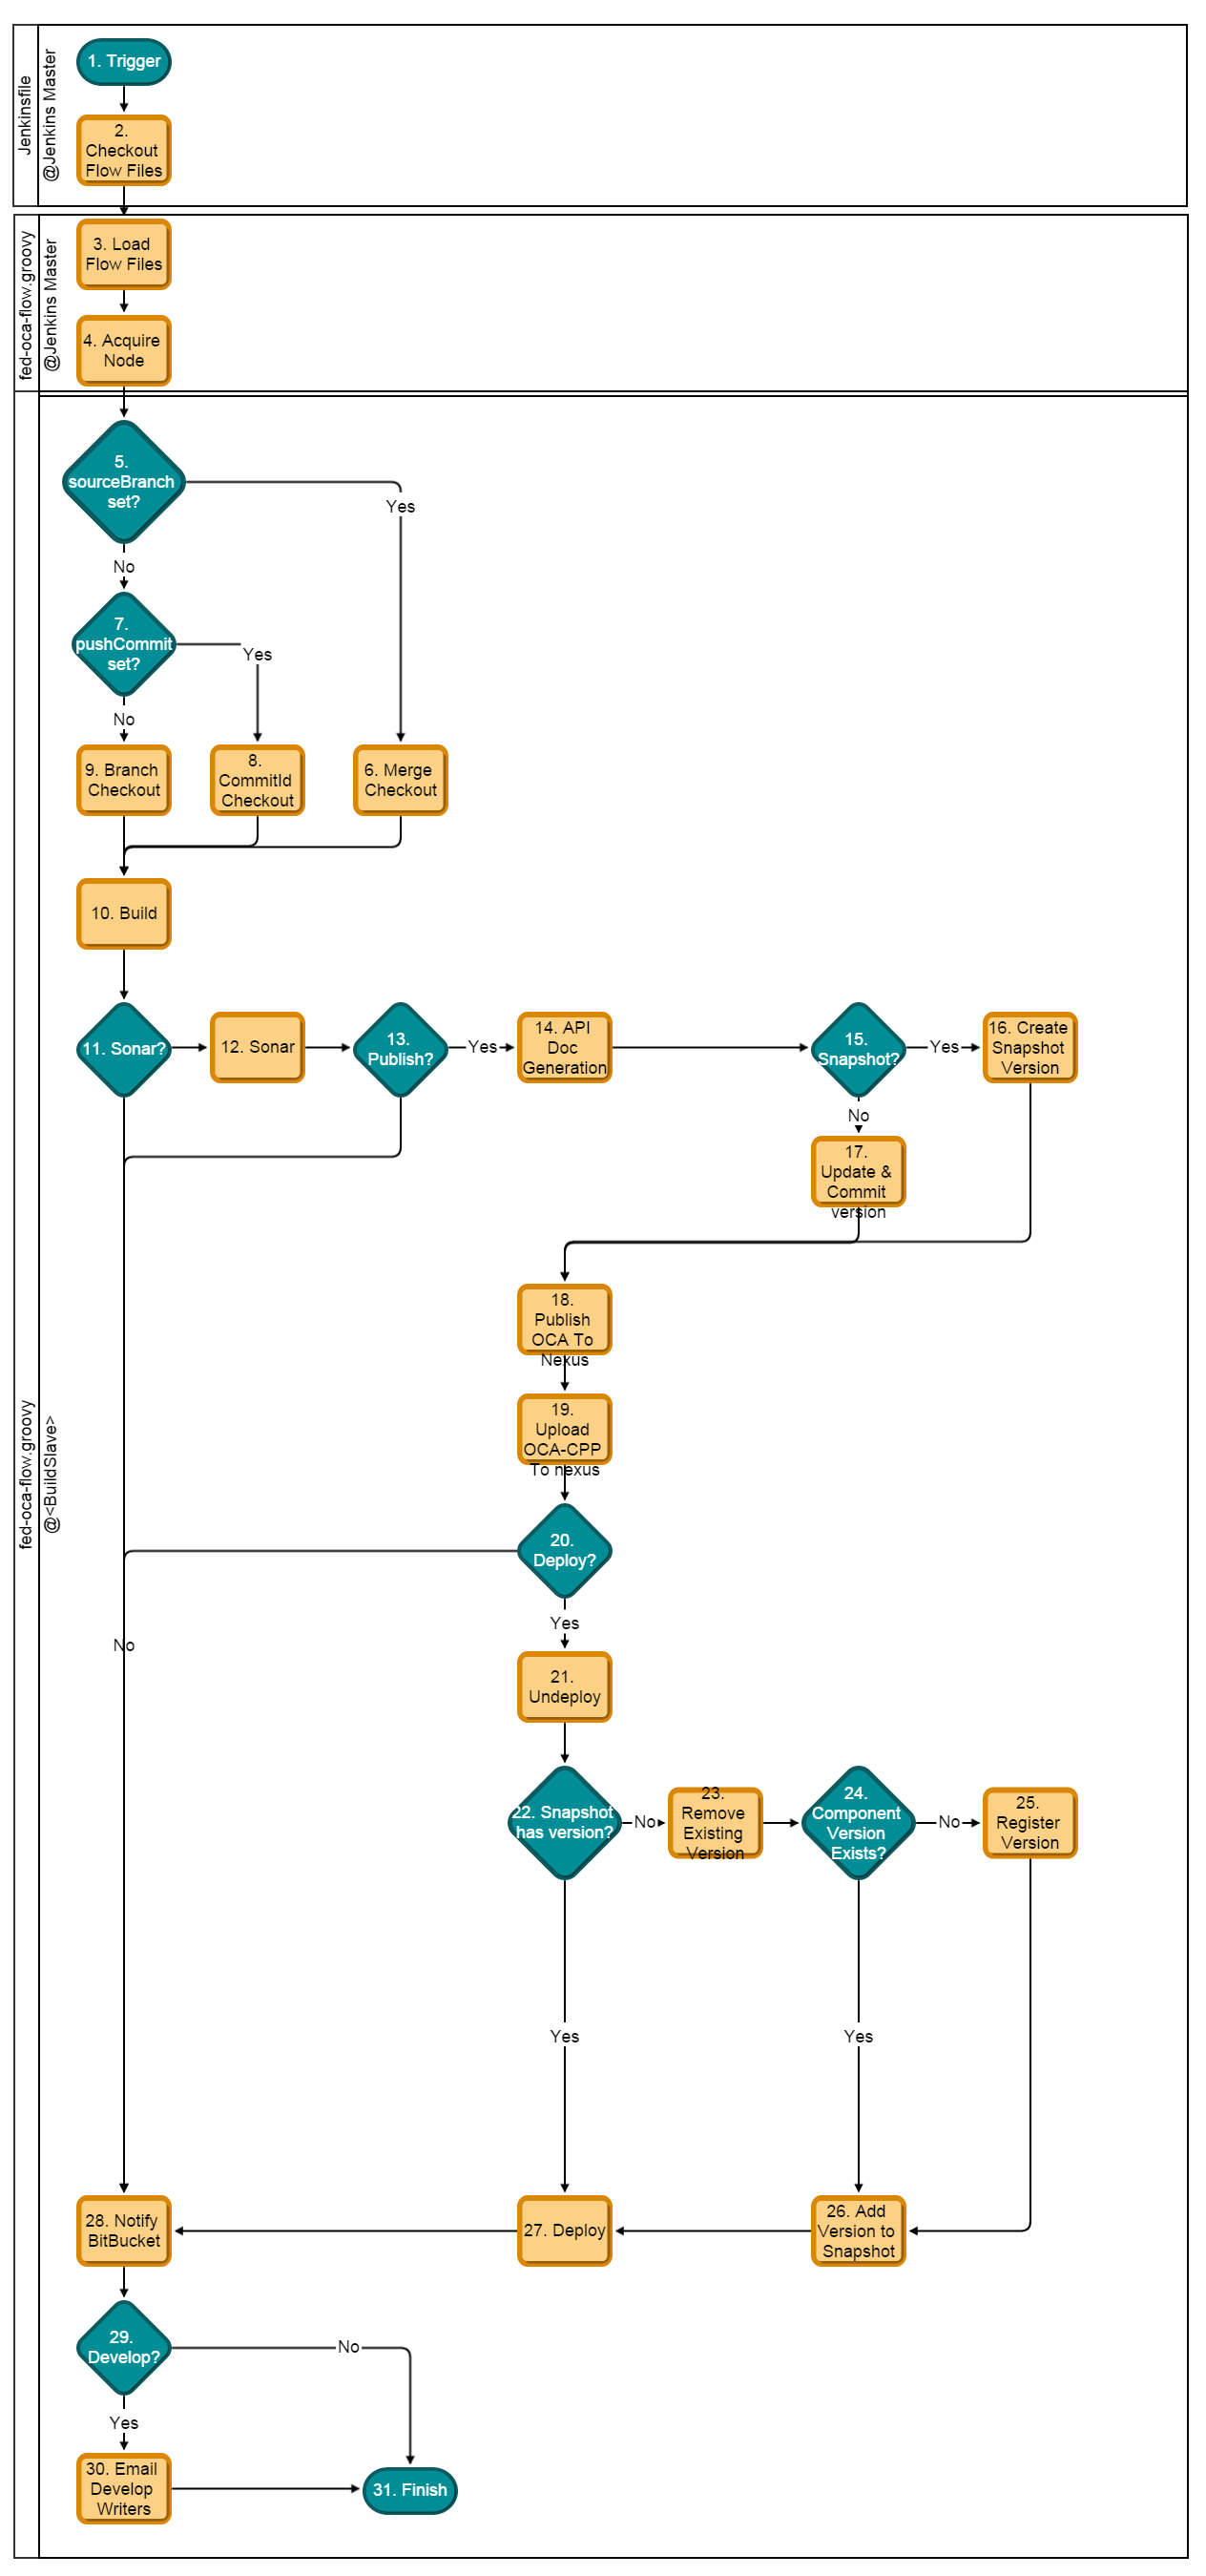 Jenkinsfile
@Jenkins Master
1. Trigger
2.
Checkout
Flow Files
fed-oca-flow.groovy
@Jenkins Master
3. Load
Flow Files
4. Acquire
Node
fed-oca-flow.groovy
@<BuildSlave>
5.
sourceBranch
set?
Yes
No
7.
pushCommit
set?
Yes
No
9. Branch
Checkout
8.
CommitId
Checkout
6. Merge
Checkout
10. Build
11. Sonar?
12. Sonar
13.
Publish?
Yes
14. API
Doc
Generation
15.
Snapshot?
Yes
16. Create
Snapshot
Version
No
17.
Update &
Commit
version
18.
Publish
OCA To
Nexus
19.
Upload
OCA-CPP
To nexus
20.
Deploy?
Yes
No
21.
Undeploy
22. Snapshot
has version?
No
23.
Remove
Existing
Version
24.
Component
Version
Exists?
No
25.
Register
Version
Yes
Yes
28. Notify
BitBucket
27. Deploy
26. Add
Version to
Snapshot
29.
Develop?
No
Yes
30. Email
Develop
Writers
31. Finish